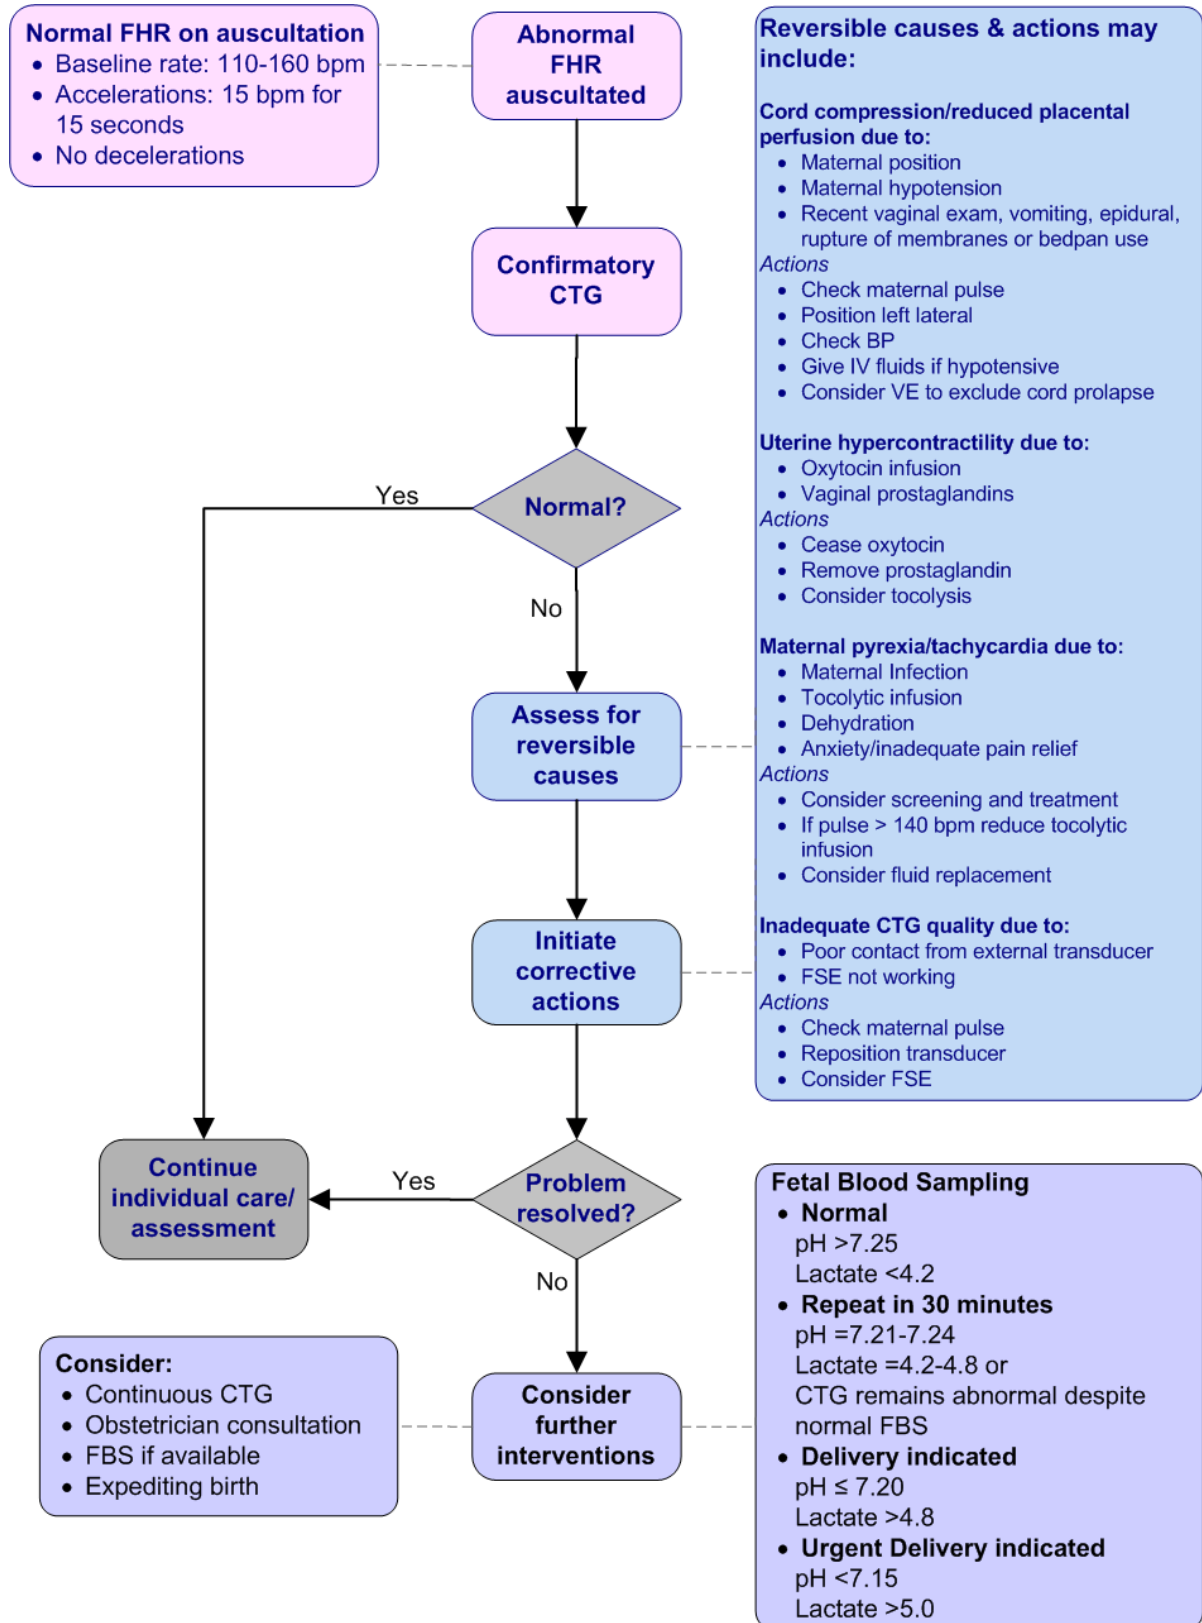 Normal FHR on auscultation
• Baseline rate: 110-160 bpm
• Accelerations: 15 bpm for
15 seconds
• No decelerations
Abnormal
FHR
auscultated
Confirmatory
CTG
Normal?
Yes
No
Assess for
reversible
causes
Initiate
corrective
actions
Problem
resolved?
Yes
No
Continue
individual care/
assessment
Consider
further
interventions
Consider:
• Continuous CTG
• Obstetrician consultation
• FBS if available
• Expediting birth
Reversible causes & actions may
include:
Cord compression/reduced placental
perfusion due to:
• Maternal position
• Maternal hypotension
• Recent vaginal exam, vomiting, epidural,
rupture of membranes or bedpan use
Actions
• Check maternal pulse
• Position left lateral
• Check BP
• Give IV fluids if hypotensive
• Consider VE to exclude cord prolapse
Uterine hypercontractility due to:
• Oxytocin infusion
• Vaginal prostaglandins
Actions
• Cease oxytocin
• Remove prostaglandin
• Consider tocolysis
Maternal pyrexia/tachycardia due to:
• Maternal Infection
• Tocolytic infusion
• Dehydration
• Anxiety/inadequate pain relief
Actions
• Consider screening and treatment
• If pulse > 140 bpm reduce tocolytic
infusion
• Consider fluid replacement
Inadequate CTG quality due to:
• Poor contact from external transducer
• FSE not working
Actions
• Check maternal pulse
• Reposition transducer
• Consider FSE
Fetal Blood Sampling
• Normal
pH >7.25
Lactate <4.2
• Repeat in 30 minutes
pH =7.21-7.24
Lactate =4.2-4.8 or
CTG remains abnormal despite
normal FBS
• Delivery indicated
pH ≤ 7.20
Lactate >4.8
• Urgent Delivery indicated
pH <7.15
Lactate >5.0